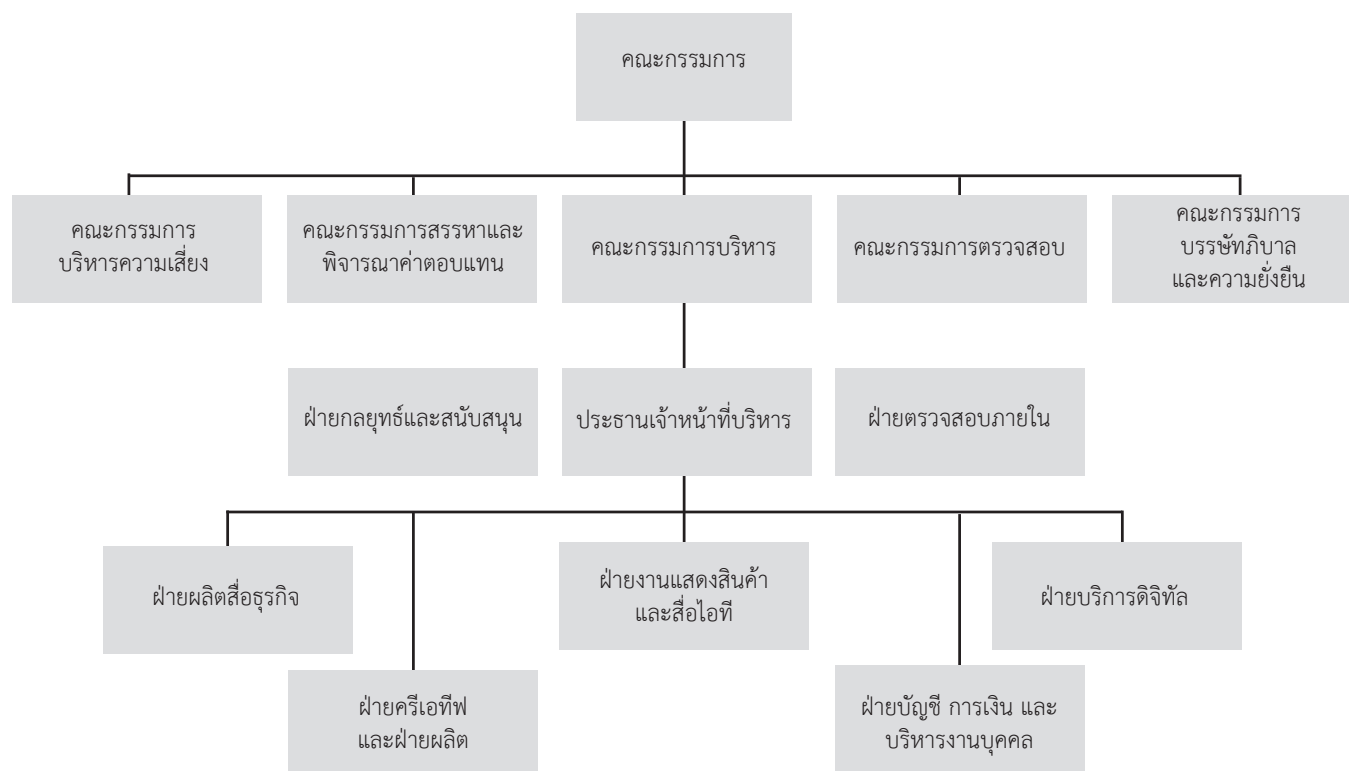 คณะกรรมการ
คณะกรรมการ
บริหารความเสี่ยง
คณะกรรมการสรรหาและ
พิจารณาค่าตอบแทน
คณะกรรมการบริหาร
คณะกรรมการตรวจสอบ
คณะกรรมการ
บรรษัทภิบาล
และความยั่งยืน
ฝ่ายกลยุทธ์และสนับสนุน
ประธานเจ้าหน้าที่บริหาร
ฝ่ายตรวจสอบภายใน
ฝ่ายผลิตสื่อธุรกิจ
ฝ่ายงานแสดงสินค้า
และสื่อไอที
ฝ่ายบริการดิจิทัล
ฝ่ายครีเอทีฟ
และฝ่ายผลิต
ฝ่ายบัญชี การเงิน และ
บริหารงานบุคคล